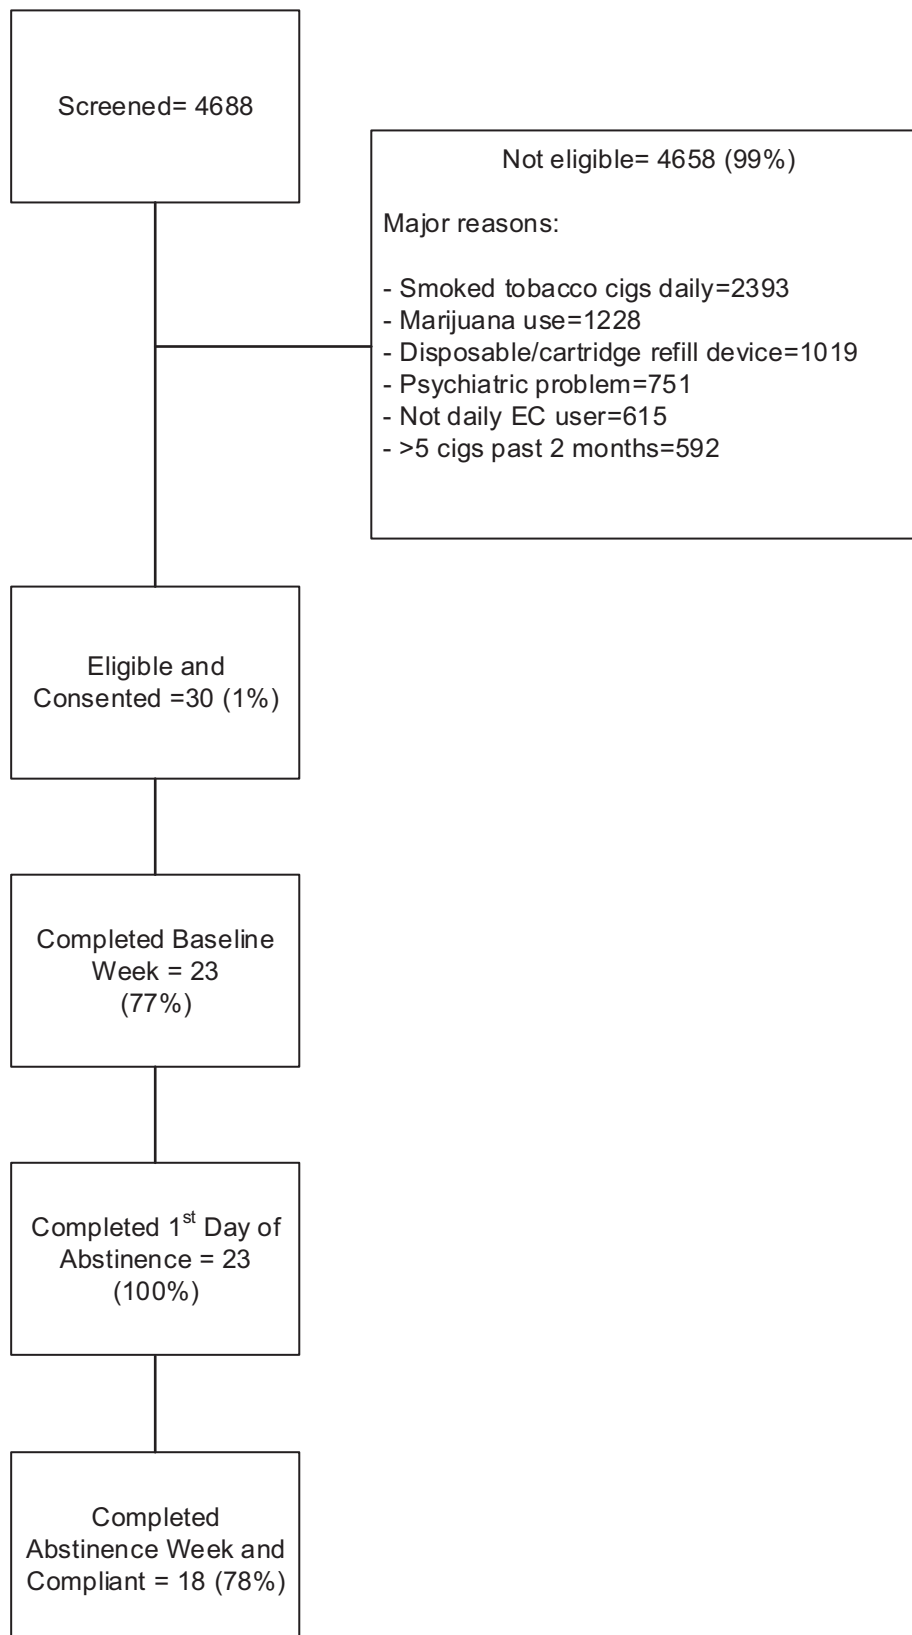 Screened= 4688
Not eligible= 4658 (99%)
Major reasons:
- Smoked tobacco cigs daily=2393
- Marijuana use=1228
- Disposable/cartridge refill device=1019
- Psychiatric problem=751
- Not daily EC user=615
- >5 cigs past 2 months=592
Eligible and
Consented =30 (1%)
Completed Baseline
Week = 23
(77%)
Completed 1st Day of
Abstinence = 23
(100%)
Completed
Abstinence Week and
Compliant = 18 (78%)